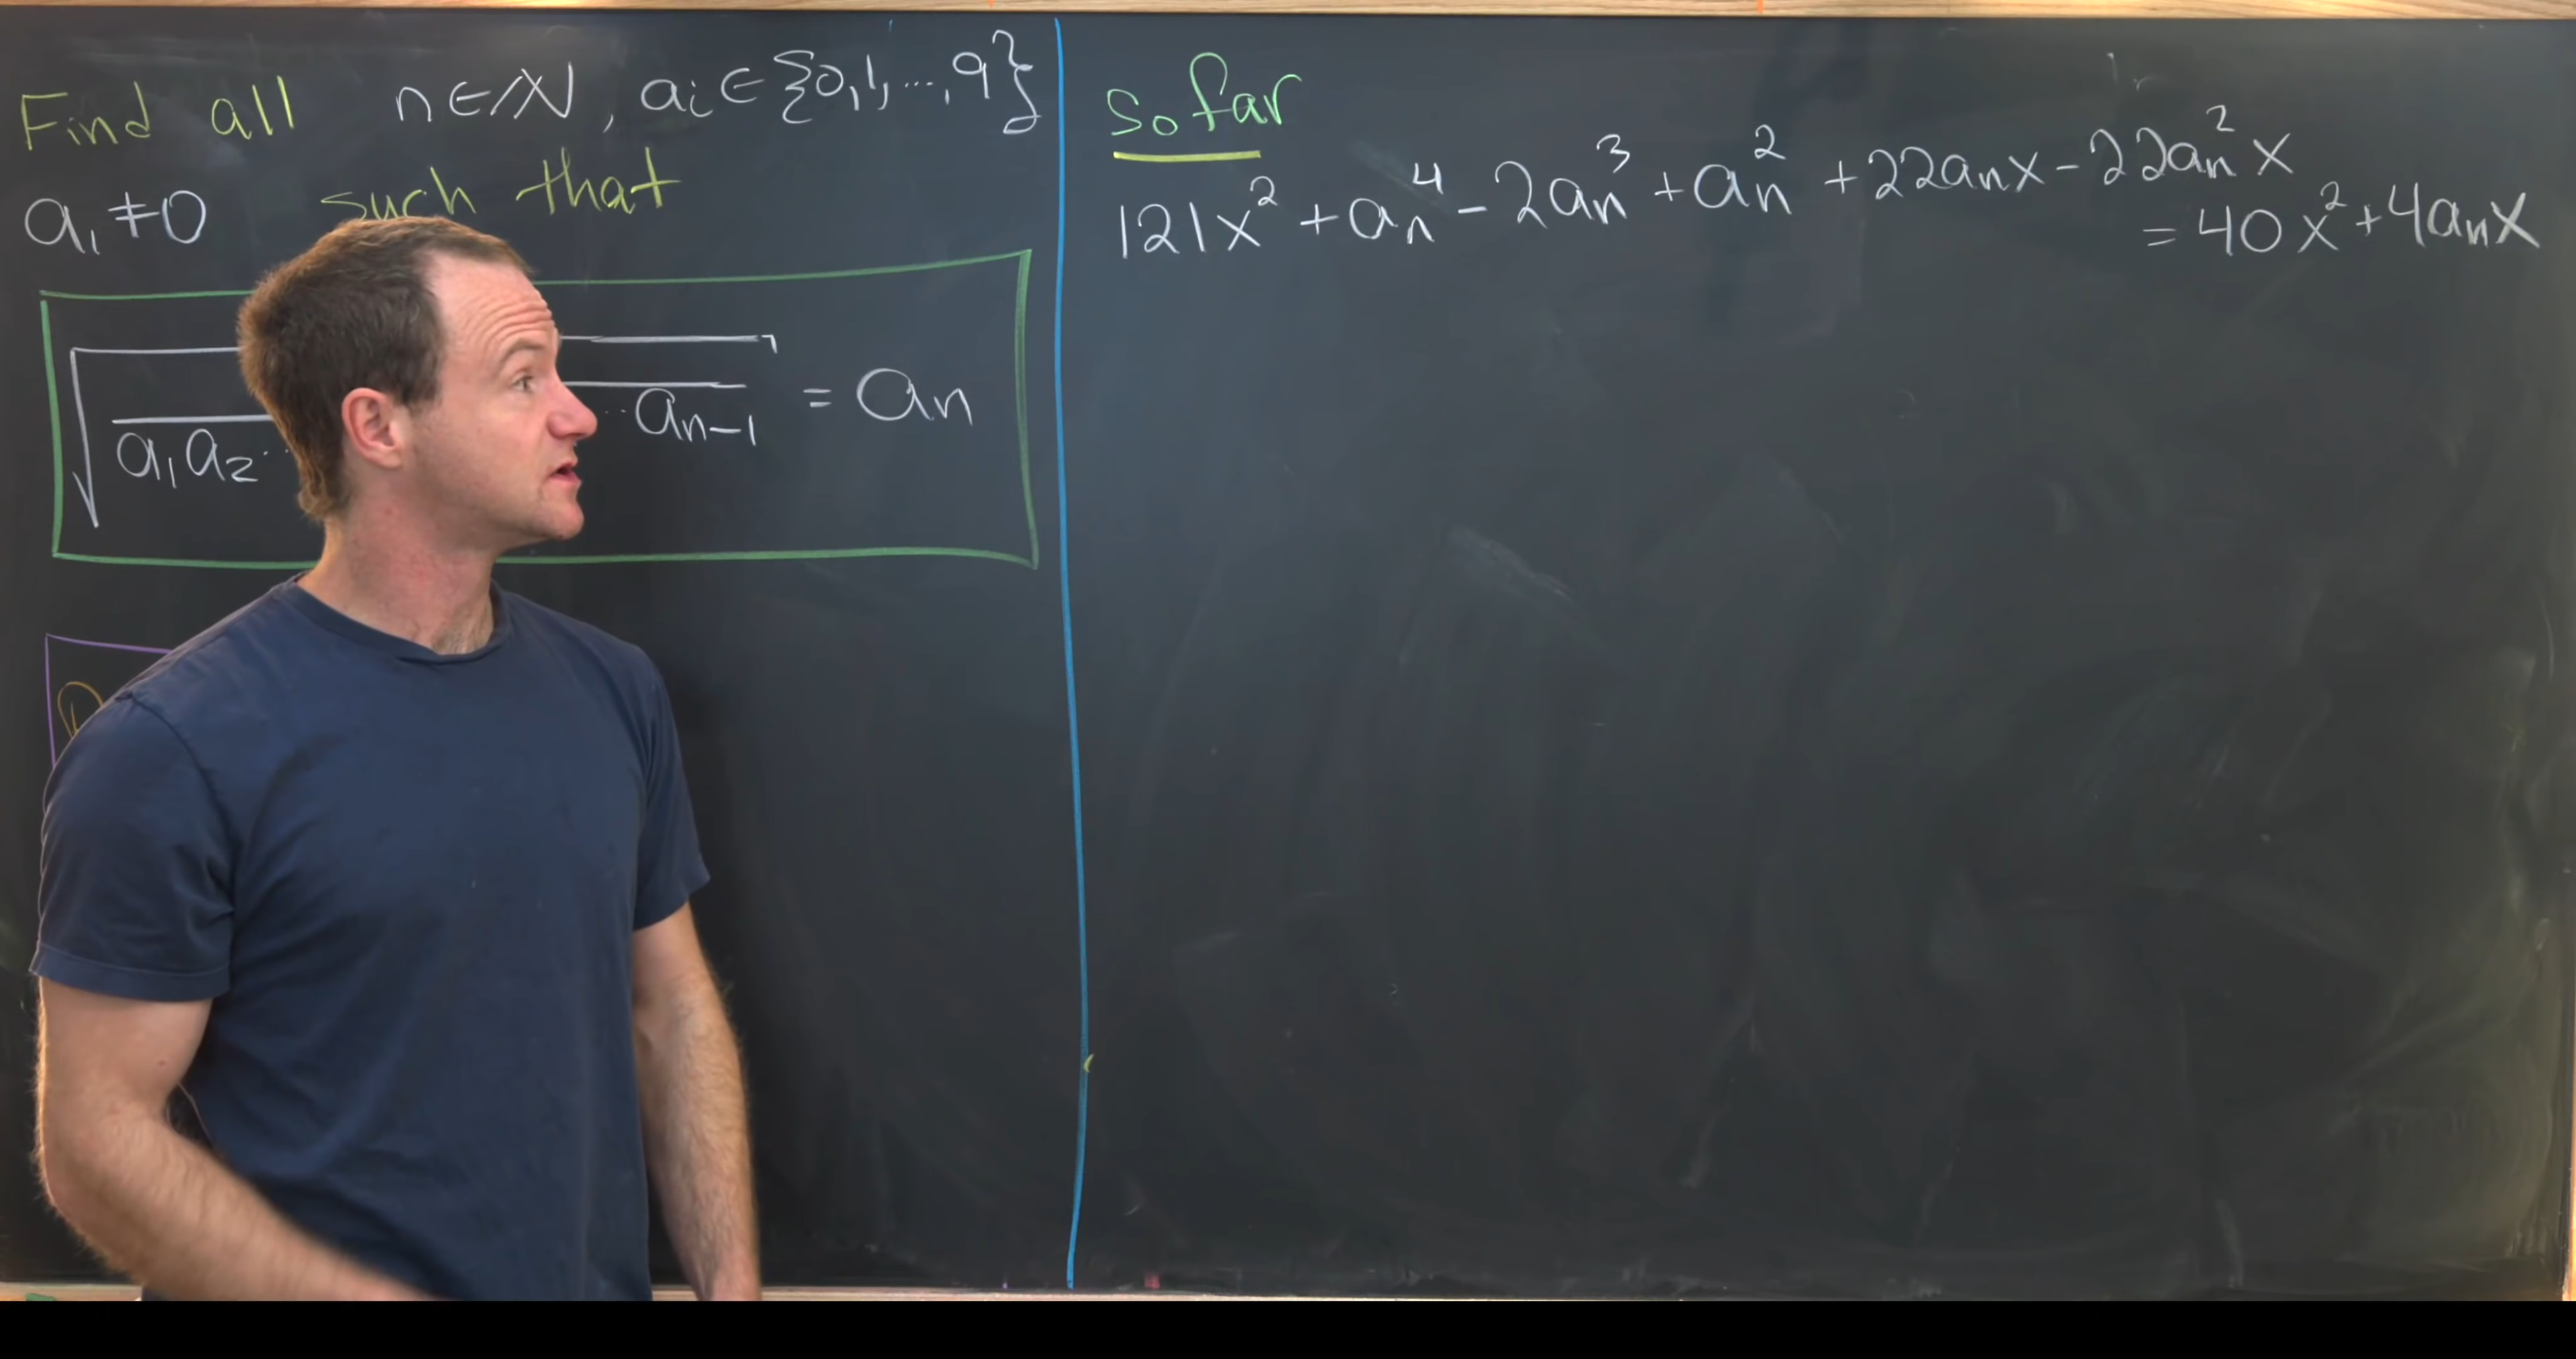 Find all n∈ℕ, aᵢ∈{0,1,...,9}
a₁≠0 such that
√(a₁a₂.. ..aₙ₋₁) = aₙ
So far
121x² + aₙ⁴ - 2aₙ³ + aₙ² + 22aₙx - 22aₙ²x
= 40x² + 4aₙx